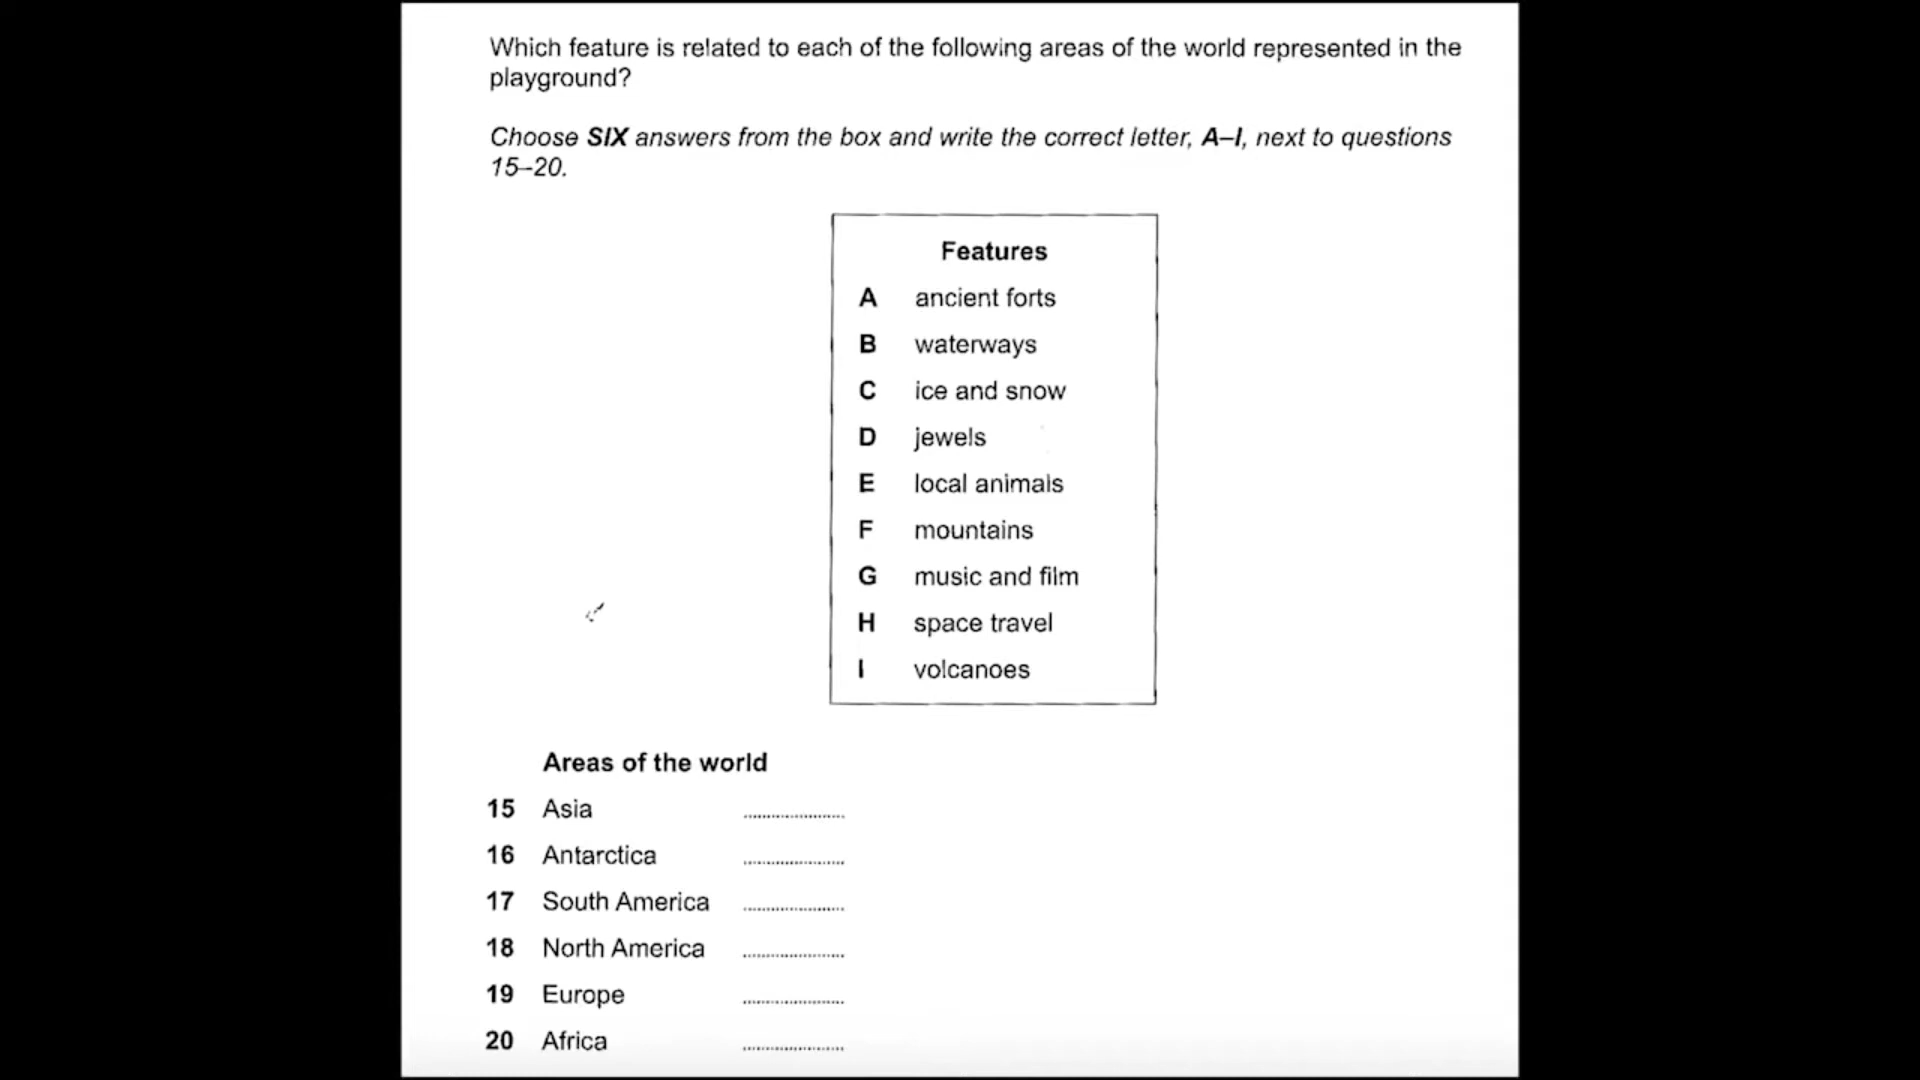 Which feature is related to each of the following areas of the world represented in the
playground?
Choose SIX answers from the box and write the correct letter, A–I, next to questions
15–20.
Features
A ancient forts
B waterways
C ice and snow
D jewels
E local animals
F mountains
G music and film
H space travel
I volcanoes
Areas of the world
15 Asia ......................
16 Antarctica ......................
17 South America ......................
18 North America ......................
19 Europe ......................
20 Africa ......................